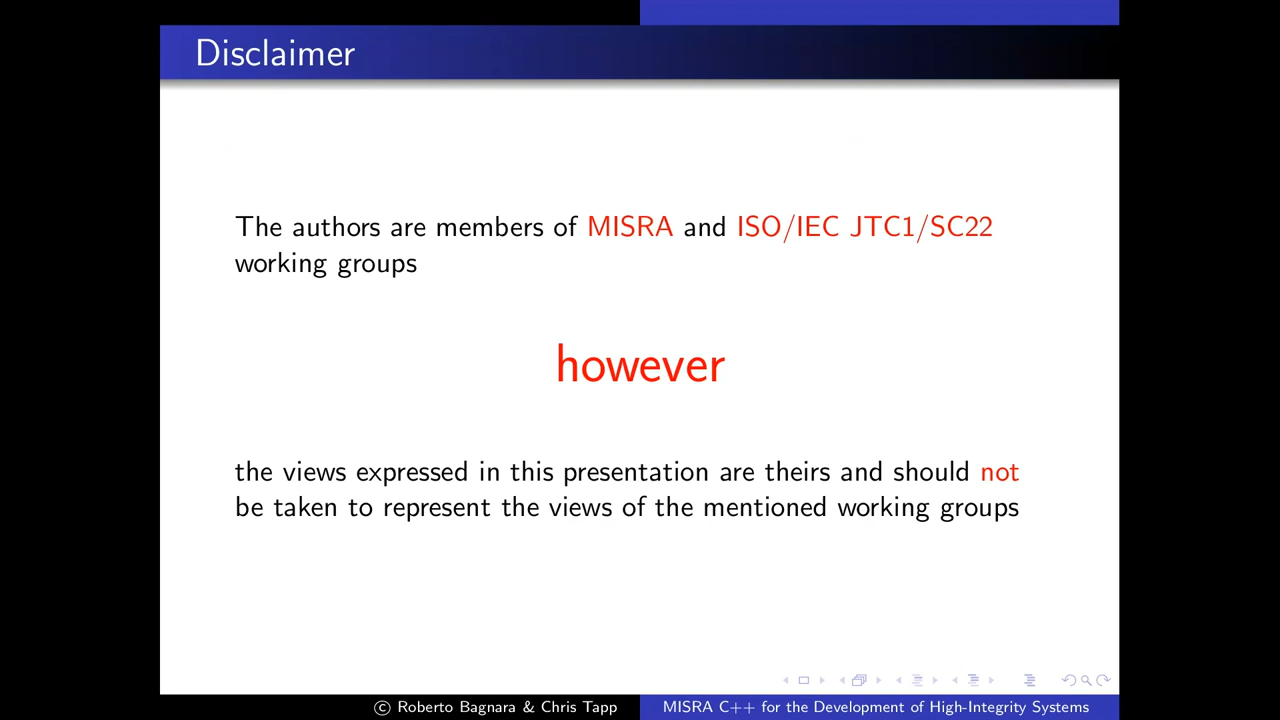 Disclaimer
The authors are members of MISRA and ISO/IEC JTC1/SC22
working groups
however
the views expressed in this presentation are theirs and should not
be taken to represent the views of the mentioned working groups
© Roberto Bagnara & Chris Tapp
MISRA C++ for the Development of High-Integrity Systems